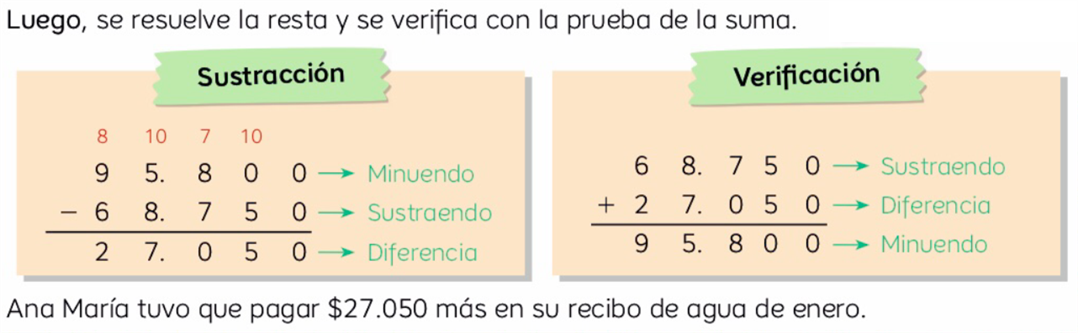 Luego, se resuelve la resta y se verifica con la prueba de la suma.
Sustracción
8 10 7 10
9 5. 8 0 0 → Minuendo
− 6 8. 7 5 0 → Sustraendo
2 7. 0 5 0 → Diferencia
Verificación
6 8. 7 5 0 → Sustraendo
+ 2 7. 0 5 0 → Diferencia
9 5. 8 0 0 → Minuendo
Ana María tuvo que pagar $27.050 más en su recibo de agua de enero.